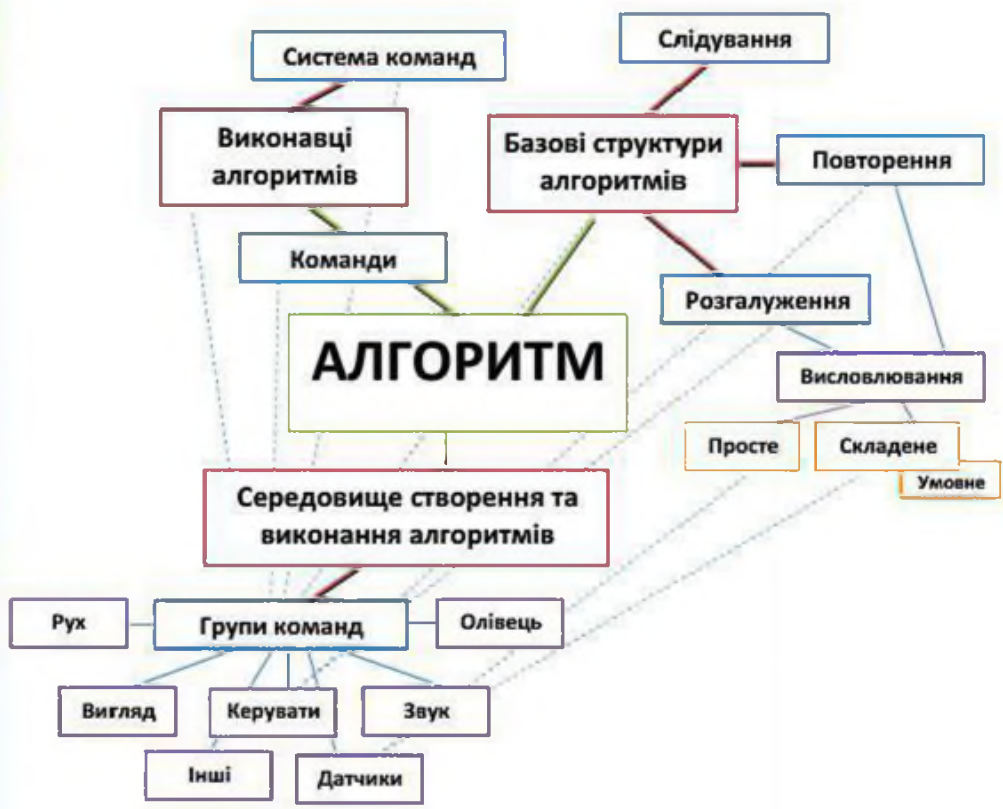 Система команд
Слідування
Виконавці
алгоритмів
Базові структури
алгоритмів
Повторення
Команди
Розгалуження
АЛГОРИТМ
Висловлювання
Просте
Складене
Умовне
Середовище створення та
виконання алгоритмів
Рух
Групи команд
Олівець
Вигляд
Керувати
Звук
Інші
Датчики